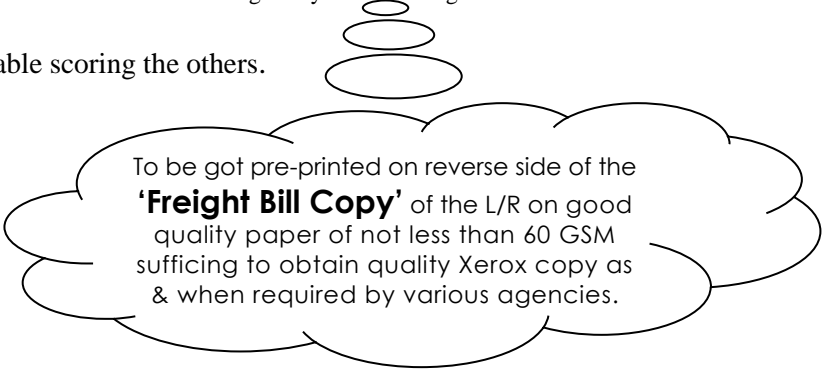 able scoring the others.
To be got pre-printed on reverse side of the
'Freight Bill Copy' of the L/R on good
quality paper of not less than 60 GSM
sufficing to obtain quality Xerox copy as
& when required by various agencies.